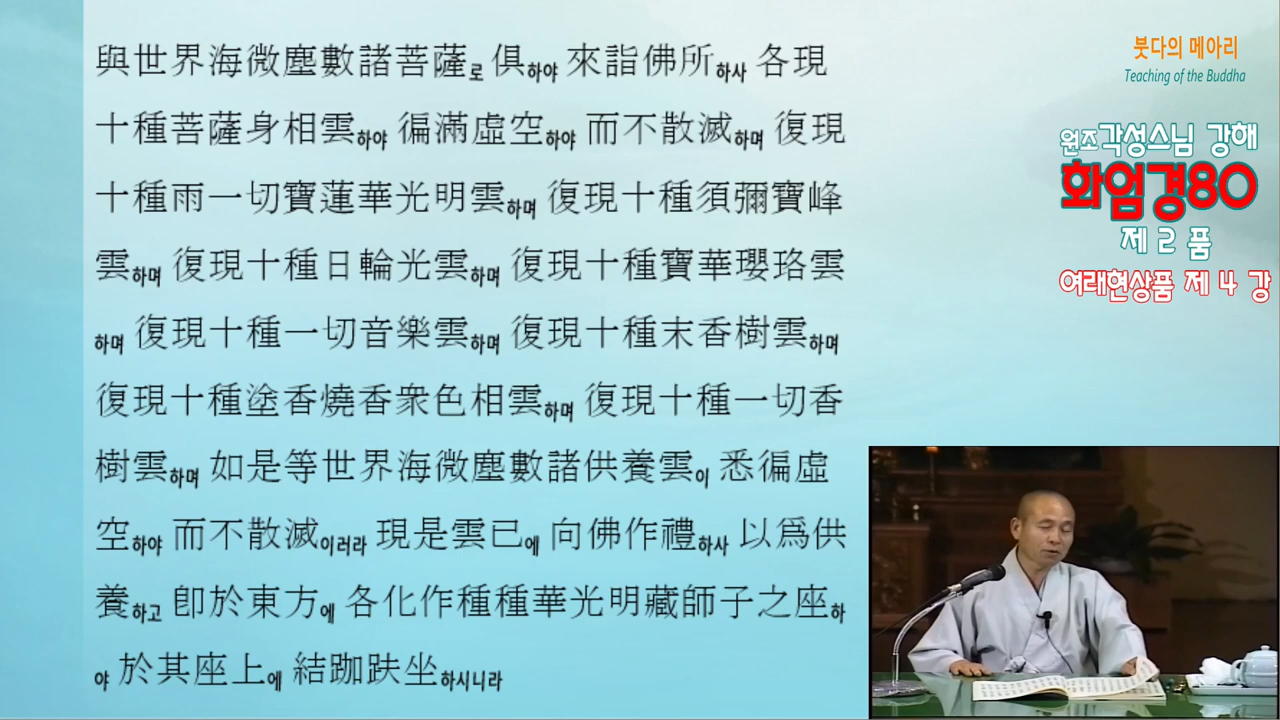 與世界海微塵數諸菩薩로 俱하야 來詣佛所하사 各現
十種菩薩身相雲하야 徧滿虛空하야 而不散滅하며 復現
十種雨一切寶蓮華光明雲하며 復現十種須彌寶峰
雲하며 復現十種日輪光雲하며 復現十種寶華瓔珞雲
하며 復現十種一切音樂雲하며 復現十種末香樹雲하며
復現十種塗香燒香衆色相雲하며 復現十種一切香
樹雲하며 如是等世界海微塵數諸供養雲이 悉徧虛
空하야 而不散滅이러라 現是雲已에 向佛作禮하사 以爲供
養하고 卽於東方에 各化作種種華光明藏師子之座하
야 於其座上에 結跏趺坐하시니라
붓다의 메아리
Teaching of the Buddha
원조각성스님 강해
화엄경80
제 2 품
여래현상품 제 4 강